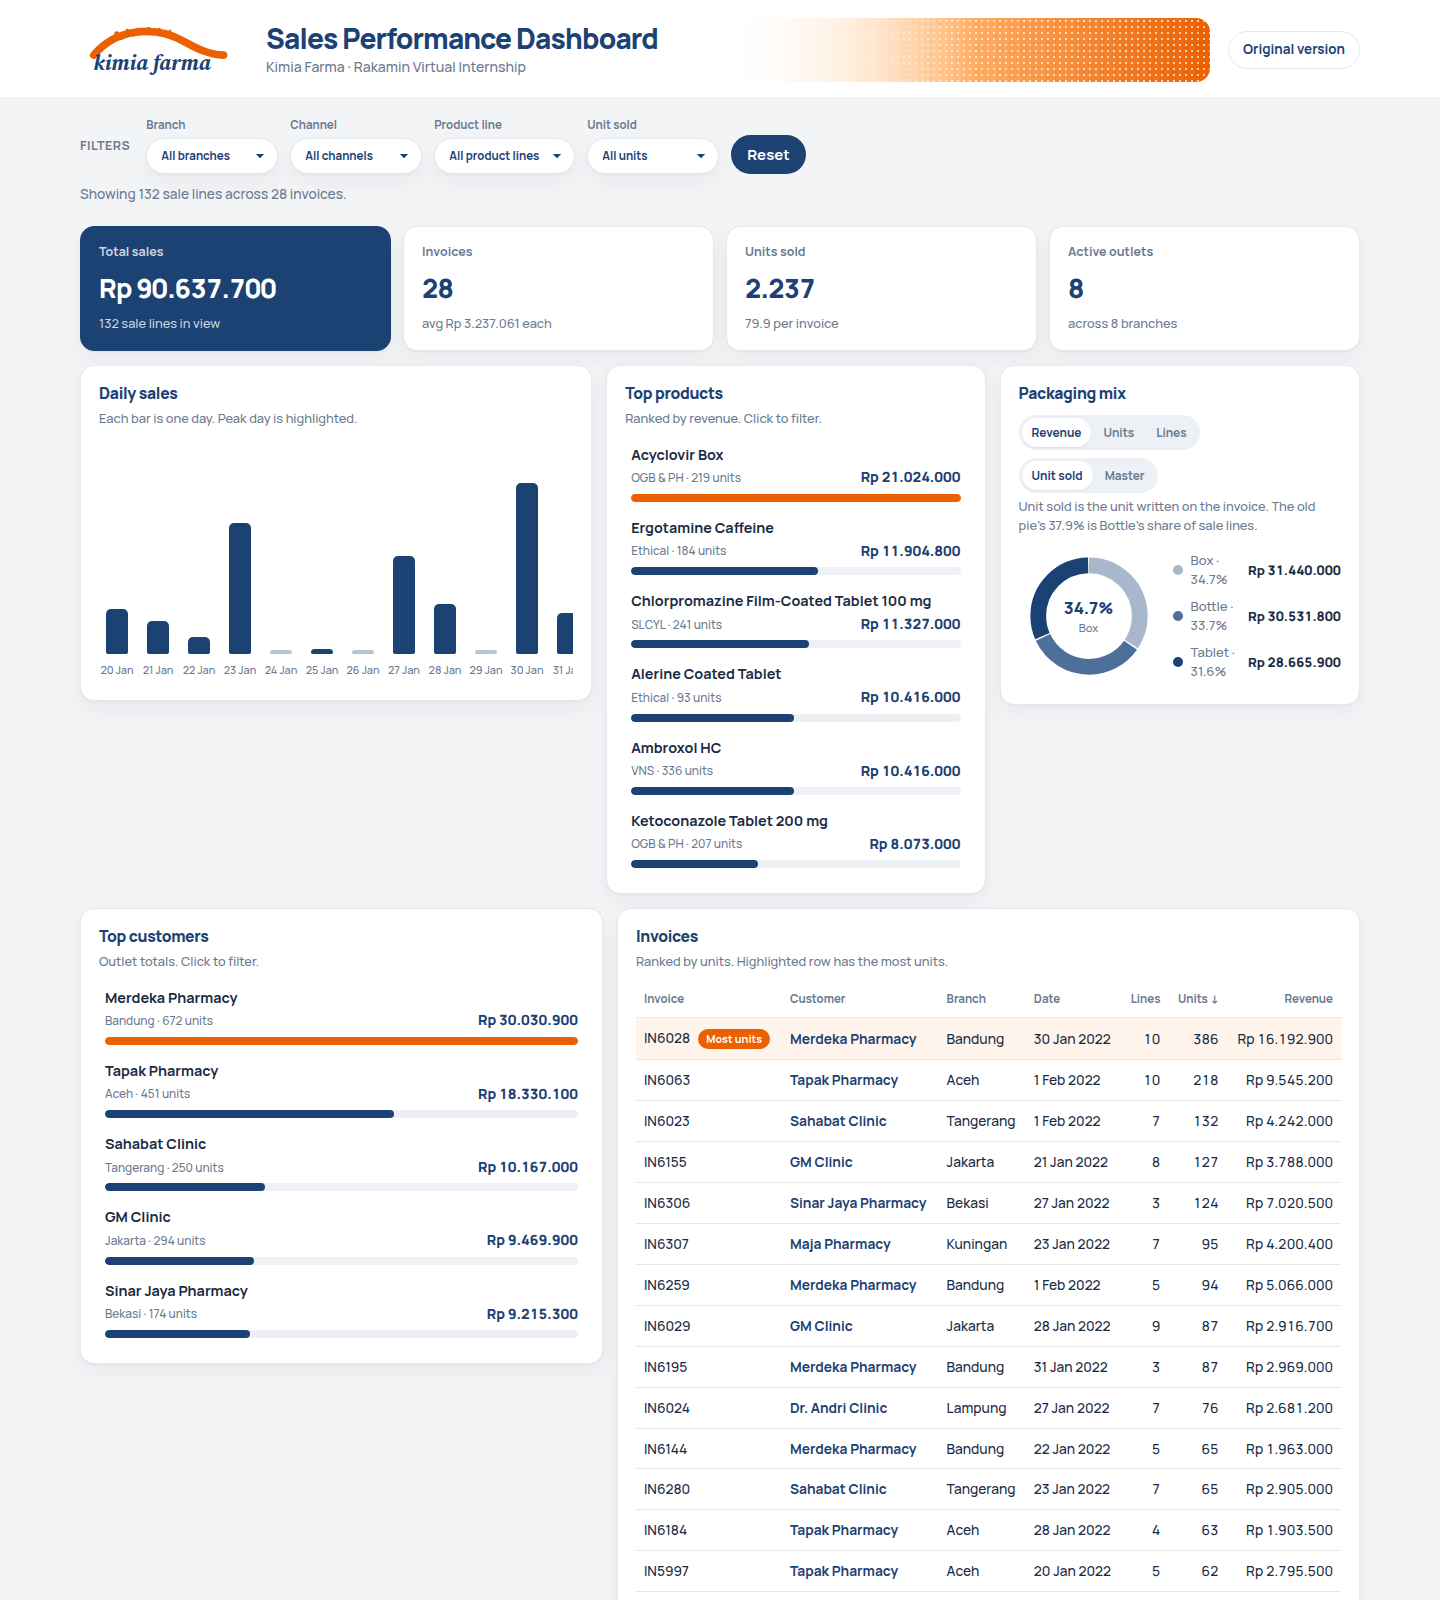 kimia farma
Sales Performance Dashboard
Kimia Farma · Rakamin Virtual Internship
Original version
FILTERS
Branch
All branches
Channel
All channels
Product line
All product lines
Unit sold
All units
Reset
Showing 132 sale lines across 28 invoices.
Total sales
Rp 90.637.700
132 sale lines in view
Invoices
28
avg Rp 3.237.061 each
Units sold
2.237
79.9 per invoice
Active outlets
8
across 8 branches
Daily sales
Each bar is one day. Peak day is highlighted.
20 Jan 21 Jan 22 Jan 23 Jan 24 Jan 25 Jan 26 Jan 27 Jan 28 Jan 29 Jan 30 Jan 31 Ja
Top products
Ranked by revenue. Click to filter.
Acyclovir Box
OGB & PH · 219 units Rp 21.024.000
Ergotamine Caffeine
Ethical · 184 units Rp 11.904.800
Chlorpromazine Film-Coated Tablet 100 mg
SLCYL · 241 units Rp 11.327.000
Alerine Coated Tablet
Ethical · 93 units Rp 10.416.000
Ambroxol HC
VNS · 336 units Rp 10.416.000
Ketoconazole Tablet 200 mg
OGB & PH · 207 units Rp 8.073.000
Packaging mix
Revenue Units Lines
Unit sold Master
Unit sold is the unit written on the invoice. The old
pie's 37.9% is Bottle's share of sale lines.
34.7%
Box
Box ·
34.7% Rp 31.440.000
Bottle ·
33.7% Rp 30.531.800
Tablet ·
31.6% Rp 28.665.900
Top customers
Outlet totals. Click to filter.
Merdeka Pharmacy
Bandung · 672 units Rp 30.030.900
Tapak Pharmacy
Aceh · 451 units Rp 18.330.100
Sahabat Clinic
Tangerang · 250 units Rp 10.167.000
GM Clinic
Jakarta · 294 units Rp 9.469.900
Sinar Jaya Pharmacy
Bekasi · 174 units Rp 9.215.300
Invoices
Ranked by units. Highlighted row has the most units.
Invoice Customer Branch Date Lines Units ↓ Revenue
IN6028 Most units Merdeka Pharmacy Bandung 30 Jan 2022 10 386 Rp 16.192.900
IN6063 Tapak Pharmacy Aceh 1 Feb 2022 10 218 Rp 9.545.200
IN6023 Sahabat Clinic Tangerang 1 Feb 2022 7 132 Rp 4.242.000
IN6155 GM Clinic Jakarta 21 Jan 2022 8 127 Rp 3.788.000
IN6306 Sinar Jaya Pharmacy Bekasi 27 Jan 2022 3 124 Rp 7.020.500
IN6307 Maja Pharmacy Kuningan 23 Jan 2022 7 95 Rp 4.200.400
IN6259 Merdeka Pharmacy Bandung 1 Feb 2022 5 94 Rp 5.066.000
IN6029 GM Clinic Jakarta 28 Jan 2022 9 87 Rp 2.916.700
IN6195 Merdeka Pharmacy Bandung 31 Jan 2022 3 87 Rp 2.969.000
IN6024 Dr. Andri Clinic Lampung 27 Jan 2022 7 76 Rp 2.681.200
IN6144 Merdeka Pharmacy Bandung 22 Jan 2022 5 65 Rp 1.963.000
IN6280 Sahabat Clinic Tangerang 23 Jan 2022 7 65 Rp 2.905.000
IN6184 Tapak Pharmacy Aceh 28 Jan 2022 4 63 Rp 1.903.500
IN5997 Tapak Pharmacy Aceh 20 Jan 2022 5 62 Rp 2.795.500